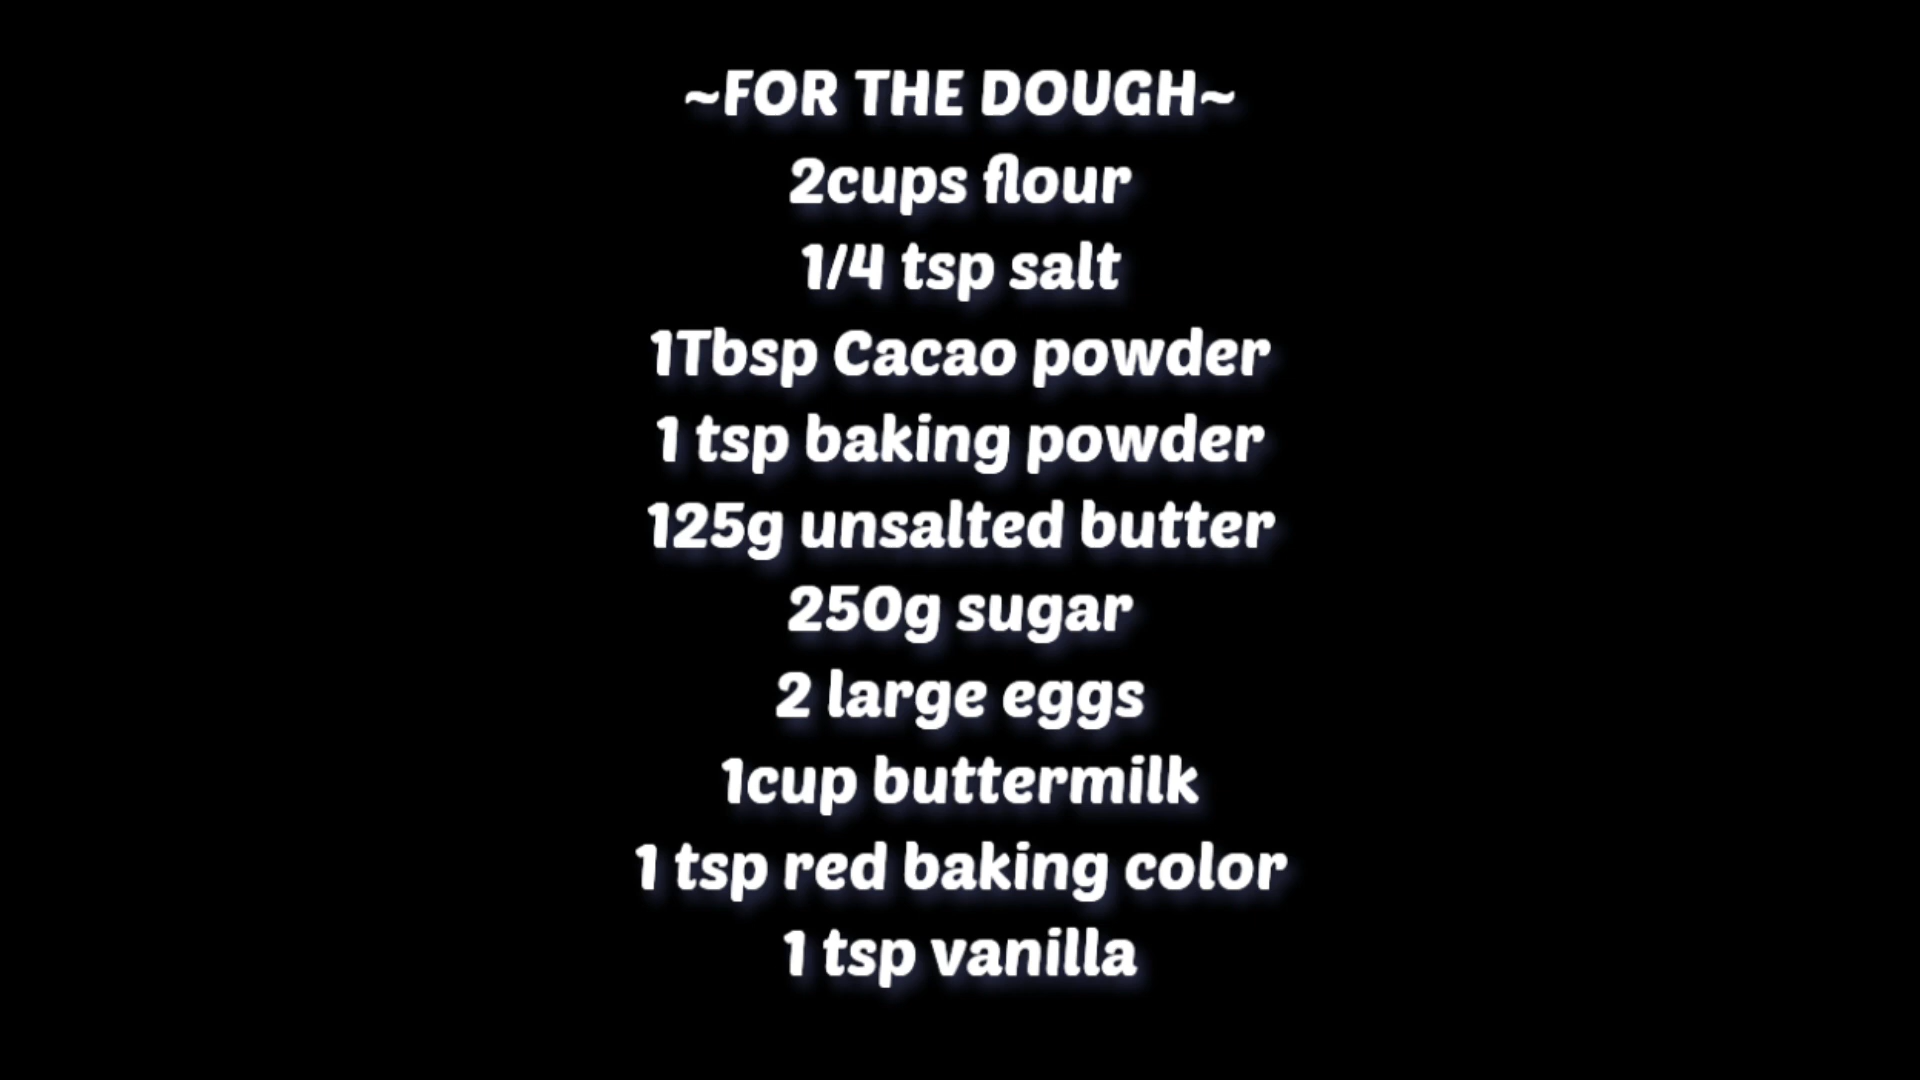 ~FOR THE DOUGH~
2cups flour
1/4 tsp salt
1Tbsp Cacao powder
1 tsp baking powder
125g unsalted butter
250g sugar
2 large eggs
1cup buttermilk
1 tsp red baking color
1 tsp vanilla